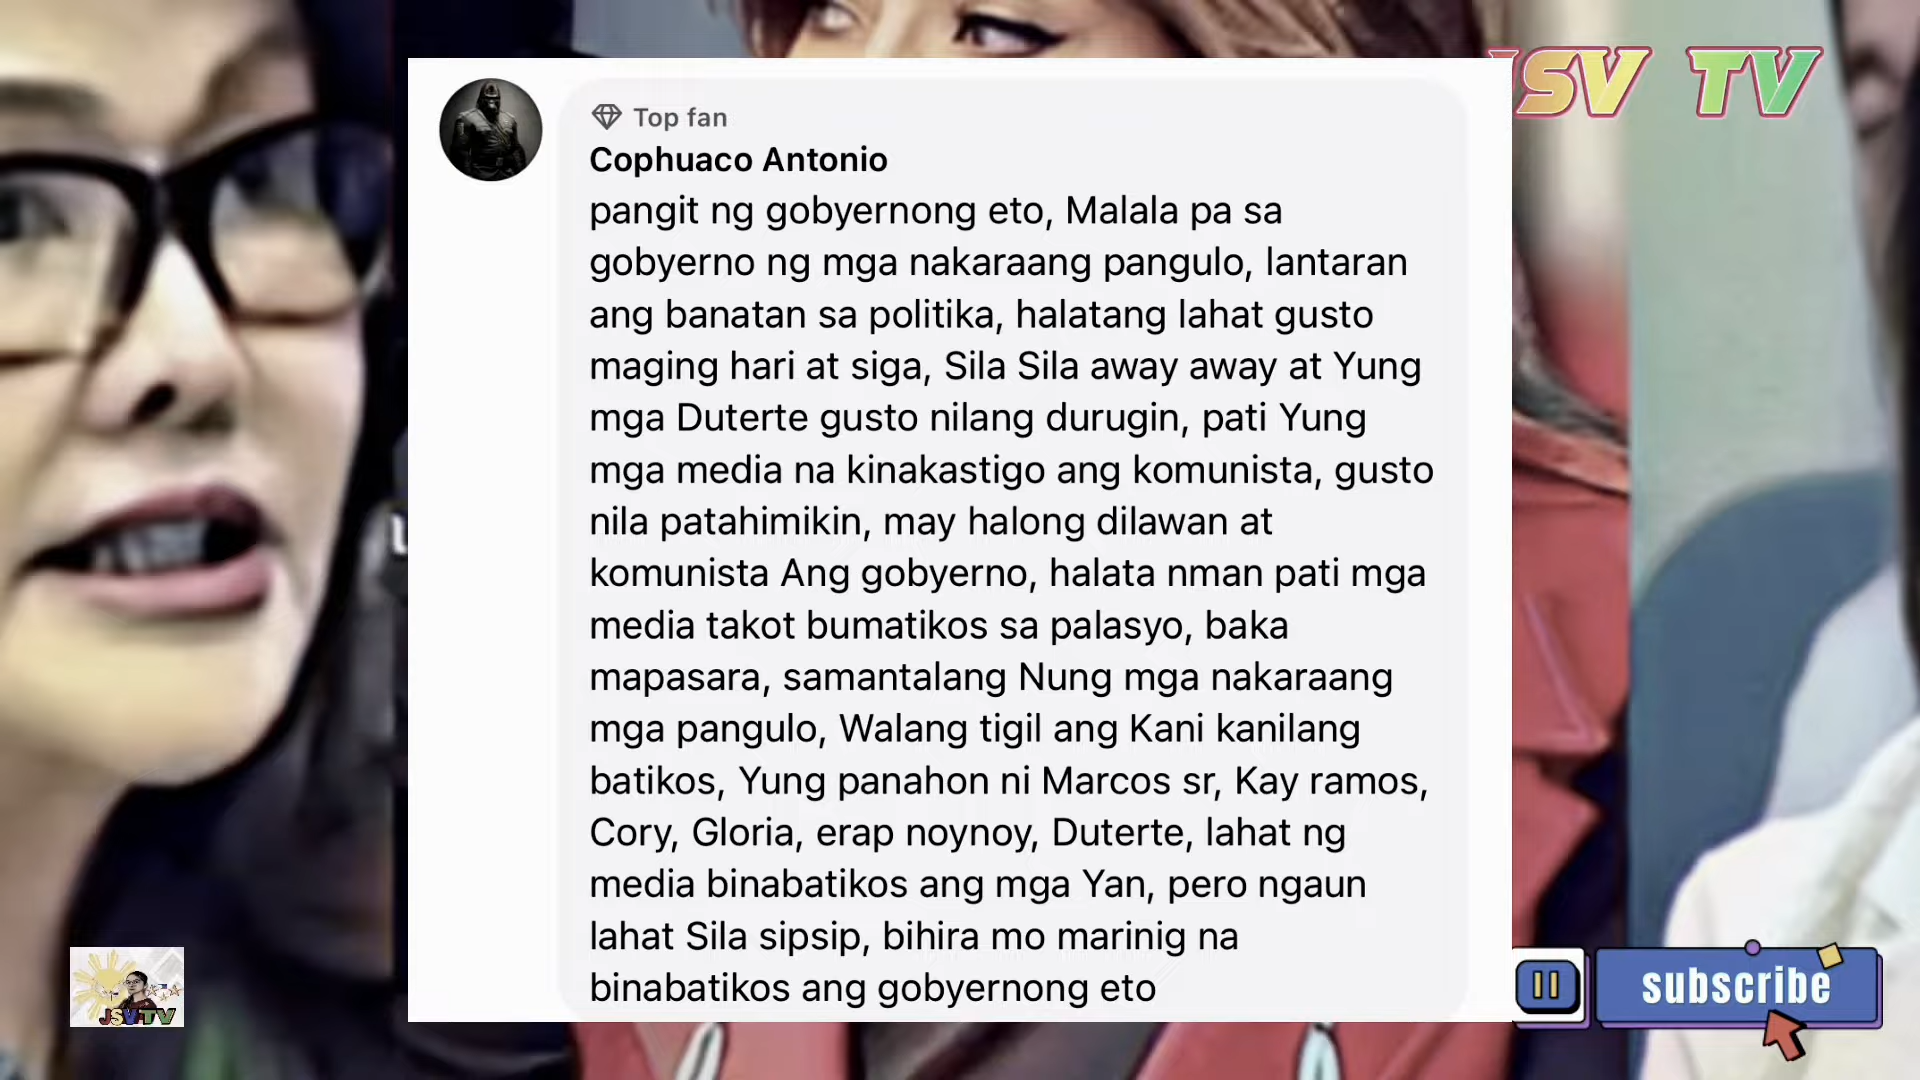 JSV TV
Top fan
Cophuaco Antonio
pangit ng gobyernong eto, Malala pa sa
gobyerno ng mga nakaraang pangulo, lantaran
ang banatan sa politika, halatang lahat gusto
maging hari at siga, Sila Sila away away at Yung
mga Duterte gusto nilang durugin, pati Yung
mga media na kinakastigo ang komunista, gusto
nila patahimikin, may halong dilawan at
komunista Ang gobyerno, halata nman pati mga
media takot bumatikos sa palasyo, baka
mapasara, samantalang Nung mga nakaraang
mga pangulo, Walang tigil ang Kani kanilang
batikos, Yung panahon ni Marcos sr, Kay ramos,
Cory, Gloria, erap noynoy, Duterte, lahat ng
media binabatikos ang mga Yan, pero ngaun
lahat Sila sipsip, bihira mo marinig na
binabatikos ang gobyernong eto
JSV TV
subscribe